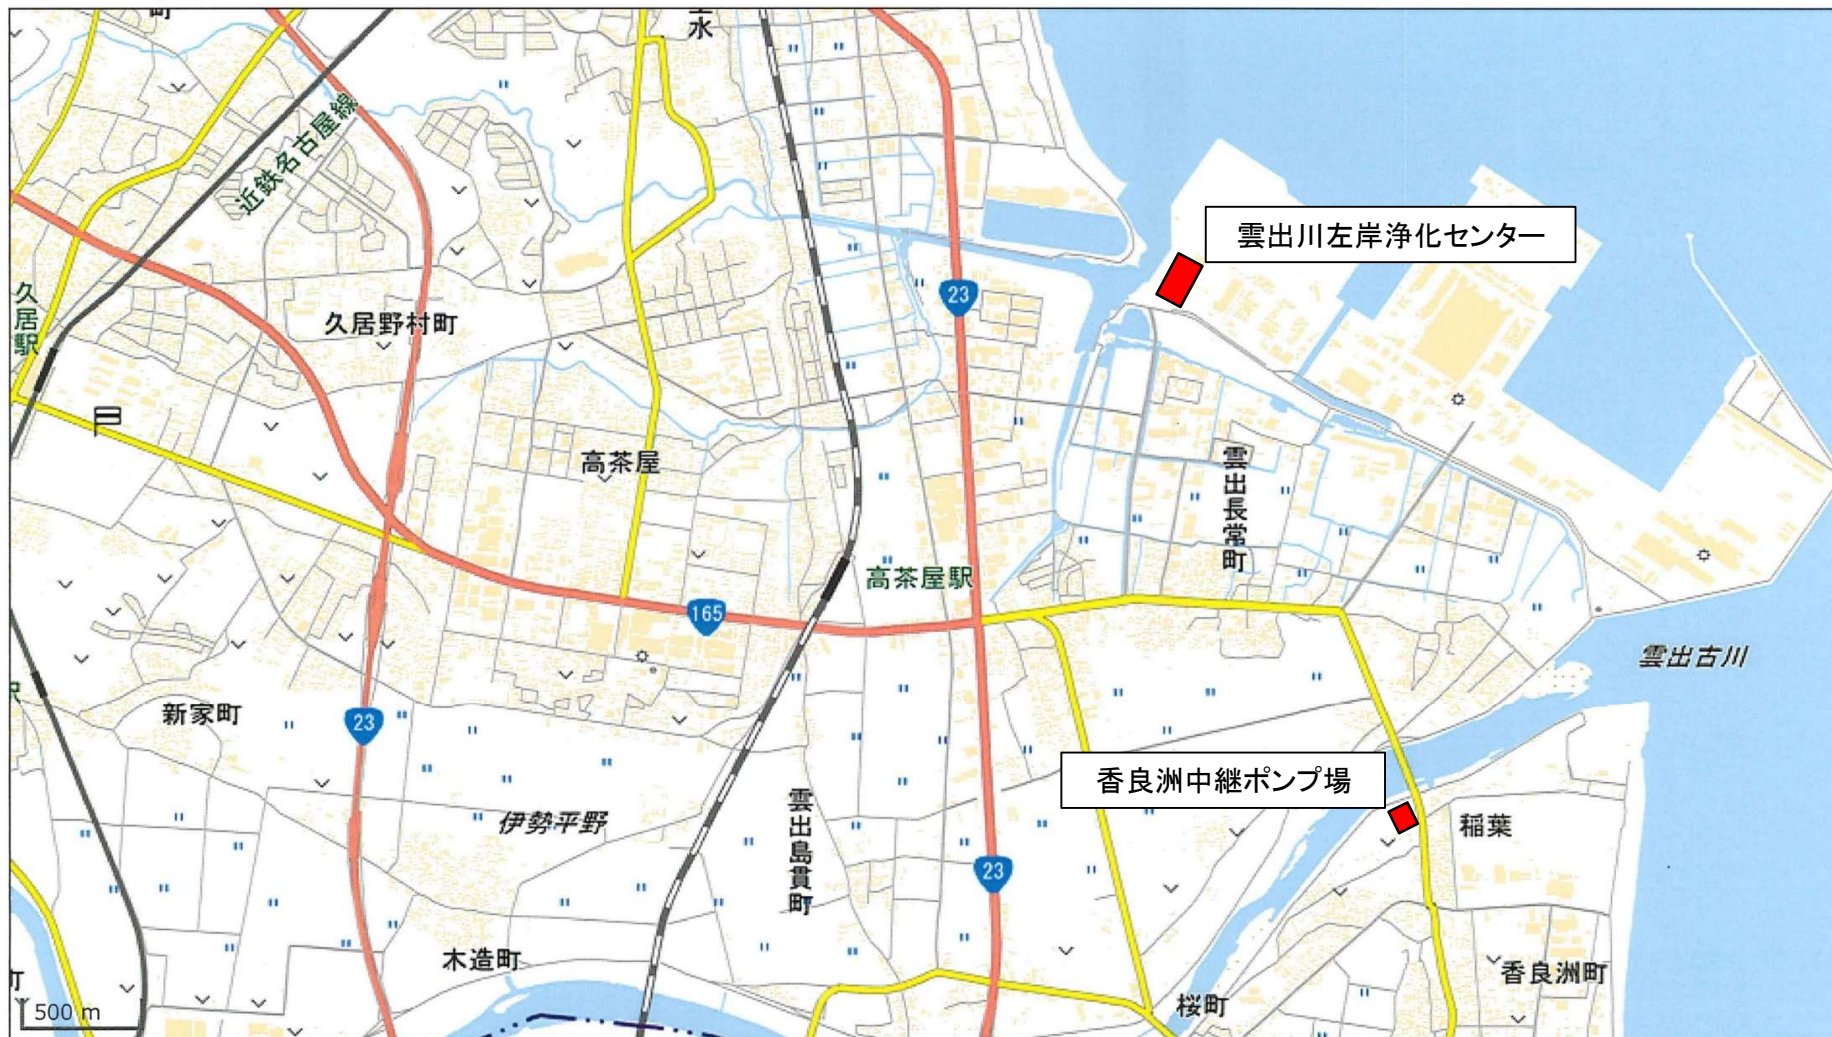 町
水
近鉄名古屋線
雲出川左岸浄化センター
23
久居駅
久居野村町
高茶屋
雲出長常町
高茶屋駅
165
雲出古川
新家町
23
香良洲中継ポンプ場
伊勢平野
雲出島貫町
稲葉
23
木造町
香良洲町
町
桜町
500 m